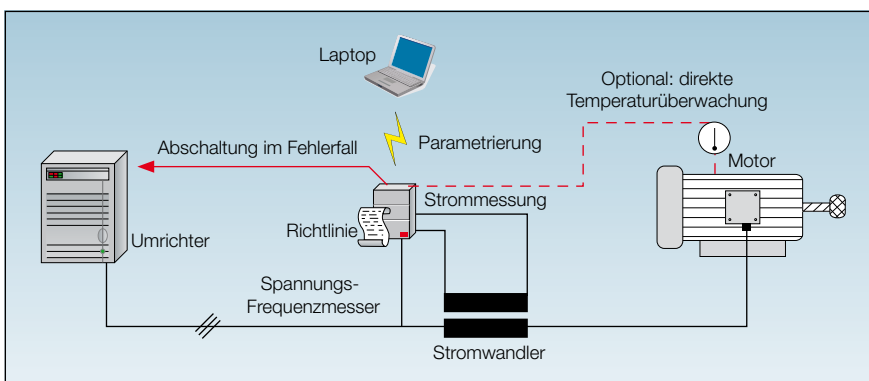 Laptop
Optional: direkte
Temperaturüberwachung
Abschaltung im Fehlerfall
Parametrierung
Motor
Strommessung
Richtlinie
Umrichter
Spannungs-
Frequenzmesser
Stromwandler